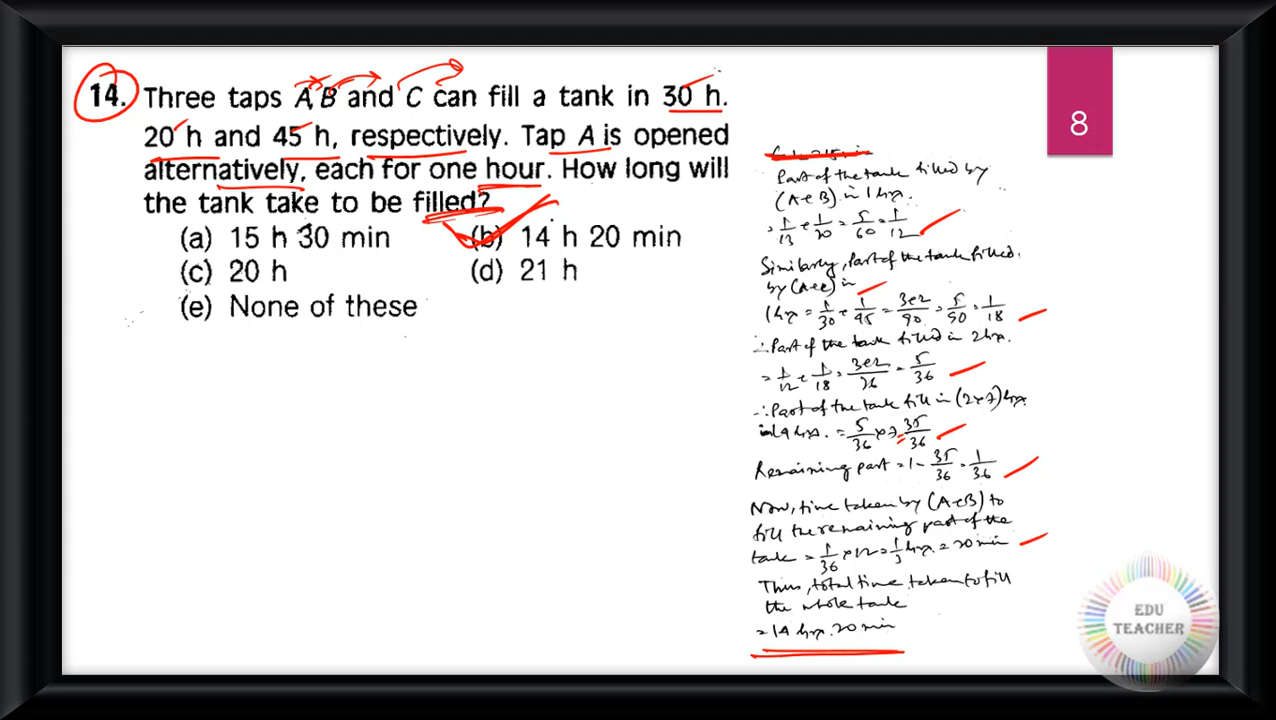 14. Three taps A, B and C can fill a tank in 30 h.
20 h and 45 h, respectively. Tap A is opened
alternatively, each for one hour. How long will
the tank take to be filled?
(a) 15 h 30 min (b) 14 h 20 min
(c) 20 h (d) 21 h
(e) None of these
8
Part of the tank filled by
(A+B) in 1 hr.
= 1/13 + 1/20 = 5/60 = 1/12
Similarly, Part of the tank filled.
by (A+C) in
1 hr = 1/30 + 1/45 = 3+2/90 = 5/90 = 1/18
∴ Part of the tank filled in 2 hrs.
= 1/12 + 1/18 = 3+2/36 = 5/36
∴ Part of the tank fill in (2×7) hrs.
14 hrs. = 5/36 × 7 = 35/36
Remaining part = 1 - 35/36 = 1/36
Now, time taken by (A+B) to
fill the remaining part of the
tank = 1/36 × 12 = 1/3 hrs. = 20 min
Thus, total time taken to fill
the whole tank
= 14 hrs. 20 min
EDU
TEACHER